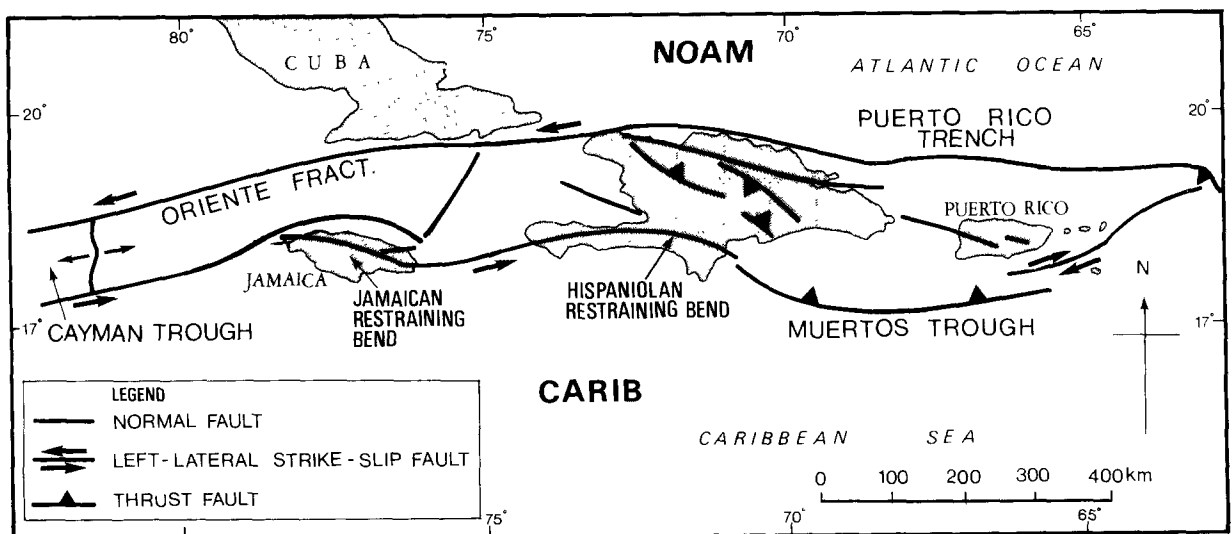 80°
75°
70°
65°
CUBA
NOAM
ATLANTIC OCEAN
20°
20°
PUERTO RICO
TRENCH
ORIENTE FRACT.
PUERTO RICO
JAMAICA
JAMAICAN
RESTRAINING
BEND
HISPANIOLAN
RESTRAINING BEND
N
CAYMAN TROUGH
17°
MUERTOS TROUGH
17°
CARIB
LEGEND
NORMAL FAULT
LEFT-LATERAL STRIKE-SLIP FAULT
THRUST FAULT
CARIBBEAN SEA
0 100 200 300 400km
75°
70°
65°